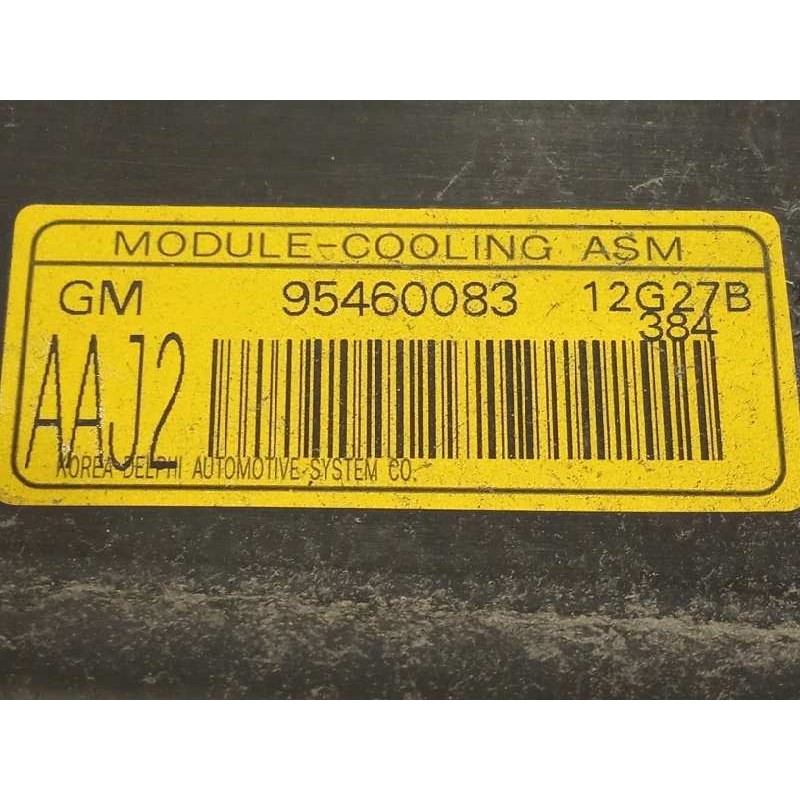 MODULE-COOLING ASM
GM 95460083 12G27B
384
AAJ2
KOREA DELPHI AUTOMOTIVE SYSTEM CO.